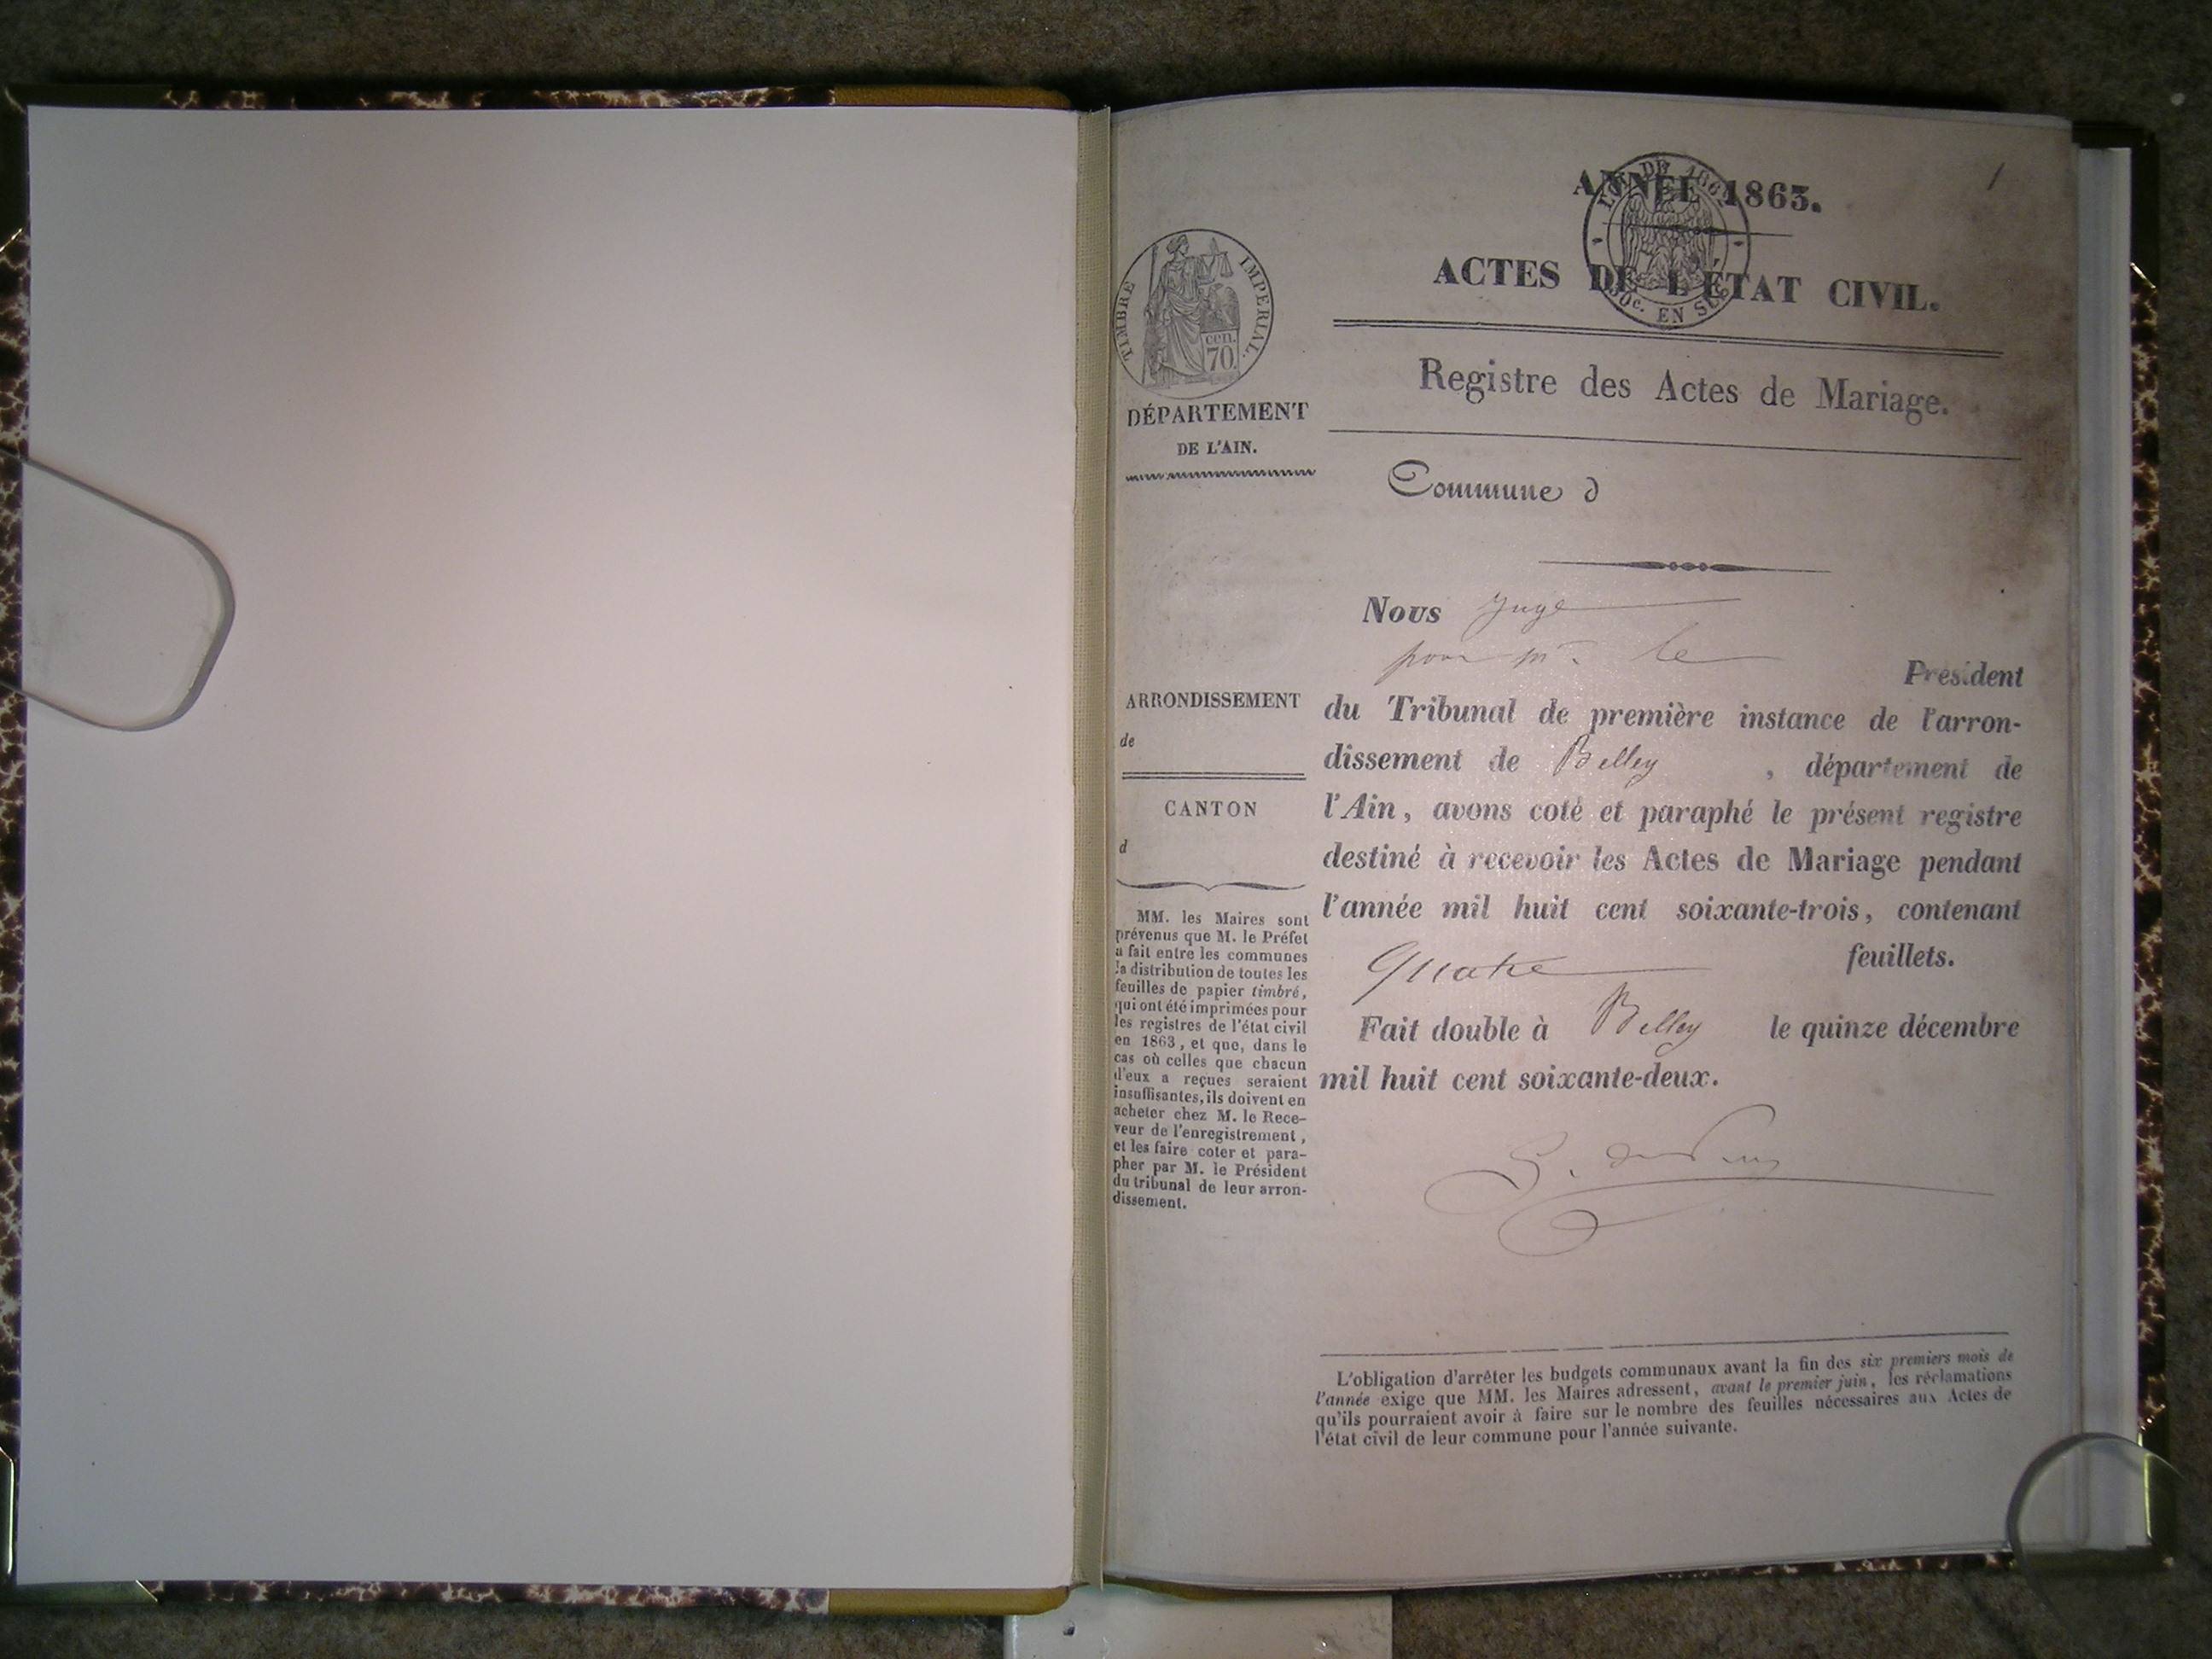 1
ANNÉE 1863.
LOI DE 1862
50c. EN SUS
ACTES DE L'ÉTAT CIVIL.
TIMBRE IMPERIAL.
cen.
70.
DÉPARTEMENT
DE L'AIN.
Registre des Actes de Mariage.
Commune d
Nous Juge
pour mr. le
Président
du Tribunal de première instance de l'arron-
dissement de Belley , département de
l'Ain, avons coté et paraphé le présent registre
destiné à recevoir les Actes de Mariage pendant
l'année mil huit cent soixante-trois, contenant
Quatre feuillets.
Fait double à Belley le quinze décembre
mil huit cent soixante-deux.
ARRONDISSEMENT
de
CANTON
d
MM. les Maires sont
prévenus que M. le Préfet
a fait entre les communes
la distribution de toutes les
feuilles de papier timbré,
qui ont été imprimées pour
les registres de l'état civil
en 1863, et que, dans le
cas où celles que chacun
d'eux a reçues seraient
insuffisantes, ils doivent en
acheter chez M. le Rece-
veur de l'enregistrement,
et les faire coter et para-
pher par M. le Président
du tribunal de leur arron-
dissement.
L'obligation d'arrêter les budgets communaux avant la fin des six premiers mois de
l'année exige que MM. les Maires adressent, avant le premier juin, les réclamations
qu'ils pourraient avoir à faire sur le nombre des feuilles nécessaires aux Actes de
l'état civil de leur commune pour l'année suivante.